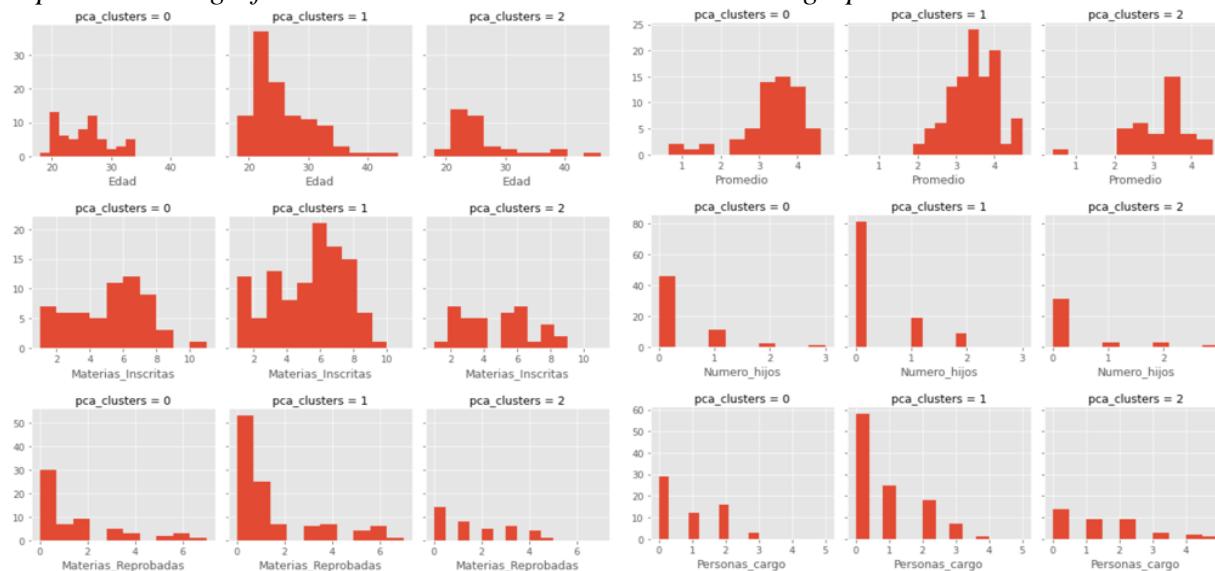 pca_clusters = 0 pca_clusters = 1 pca_clusters = 2
30
20
10
0
20 30 40 20 30 40 20 30 40
Edad Edad Edad
pca_clusters = 0 pca_clusters = 1 pca_clusters = 2
20
15
10
5
0
2 4 6 8 10 2 4 6 8 10 2 4 6 8 10
Materias_Inscritas Materias_Inscritas Materias_Inscritas
pca_clusters = 0 pca_clusters = 1 pca_clusters = 2
50
40
30
20
10
0
0 2 4 6 0 2 4 6 0 2 4 6
Materias_Reprobadas Materias_Reprobadas Materias_Reprobadas
pca_clusters = 0 pca_clusters = 1 pca_clusters = 2
25
20
15
10
5
0
1 2 3 4 1 2 3 4 1 2 3 4
Promedio Promedio Promedio
pca_clusters = 0 pca_clusters = 1 pca_clusters = 2
80
60
40
20
0
0 1 2 3 0 1 2 3 0 1 2
Numero_hijos Numero_hijos Numero_hijos
pca_clusters = 0 pca_clusters = 1 pca_clusters = 2
60
50
40
30
20
10
0
0 1 2 3 4 5 0 1 2 3 4 5 0 1 2 3 4
Personas_cargo Personas_cargo Personas_cargo